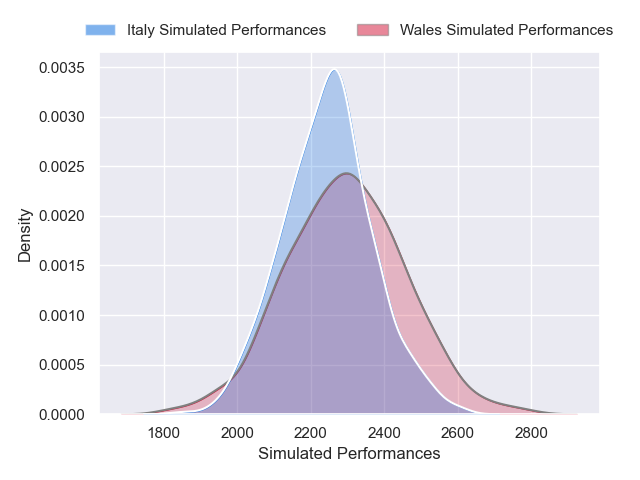 Italy Simulated Performances Wales Simulated Performances
0.0035
0.0030
0.0025
0.0020
0.0015
0.0010
0.0005
0.0000
Density
1800 2000 2200 2400 2600 2800
Simulated Performances